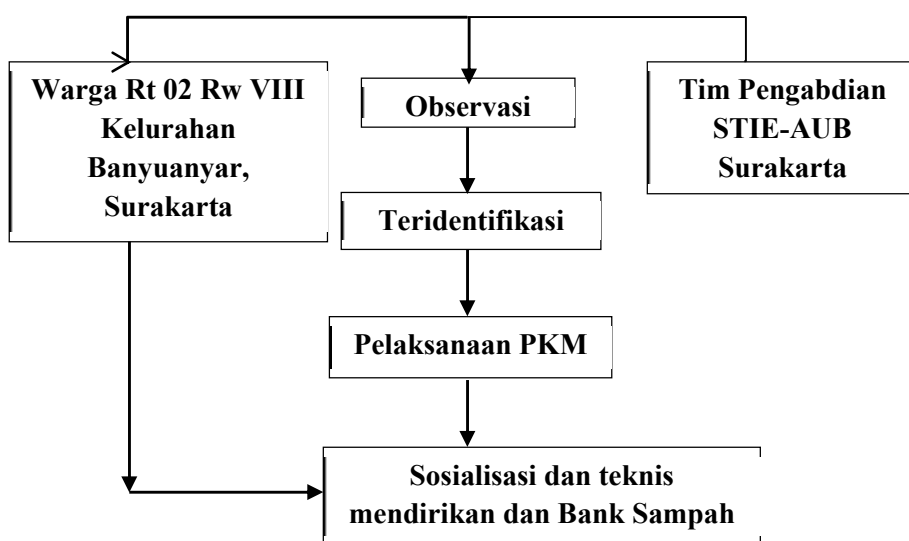 Warga Rt 02 Rw VIII
Kelurahan
Banyuanyar,
Surakarta
Observasi
Tim Pengabdian
STIE-AUB
Surakarta
Teridentifikasi
Pelaksanaan PKM
Sosialisasi dan teknis
mendirikan dan Bank Sampah